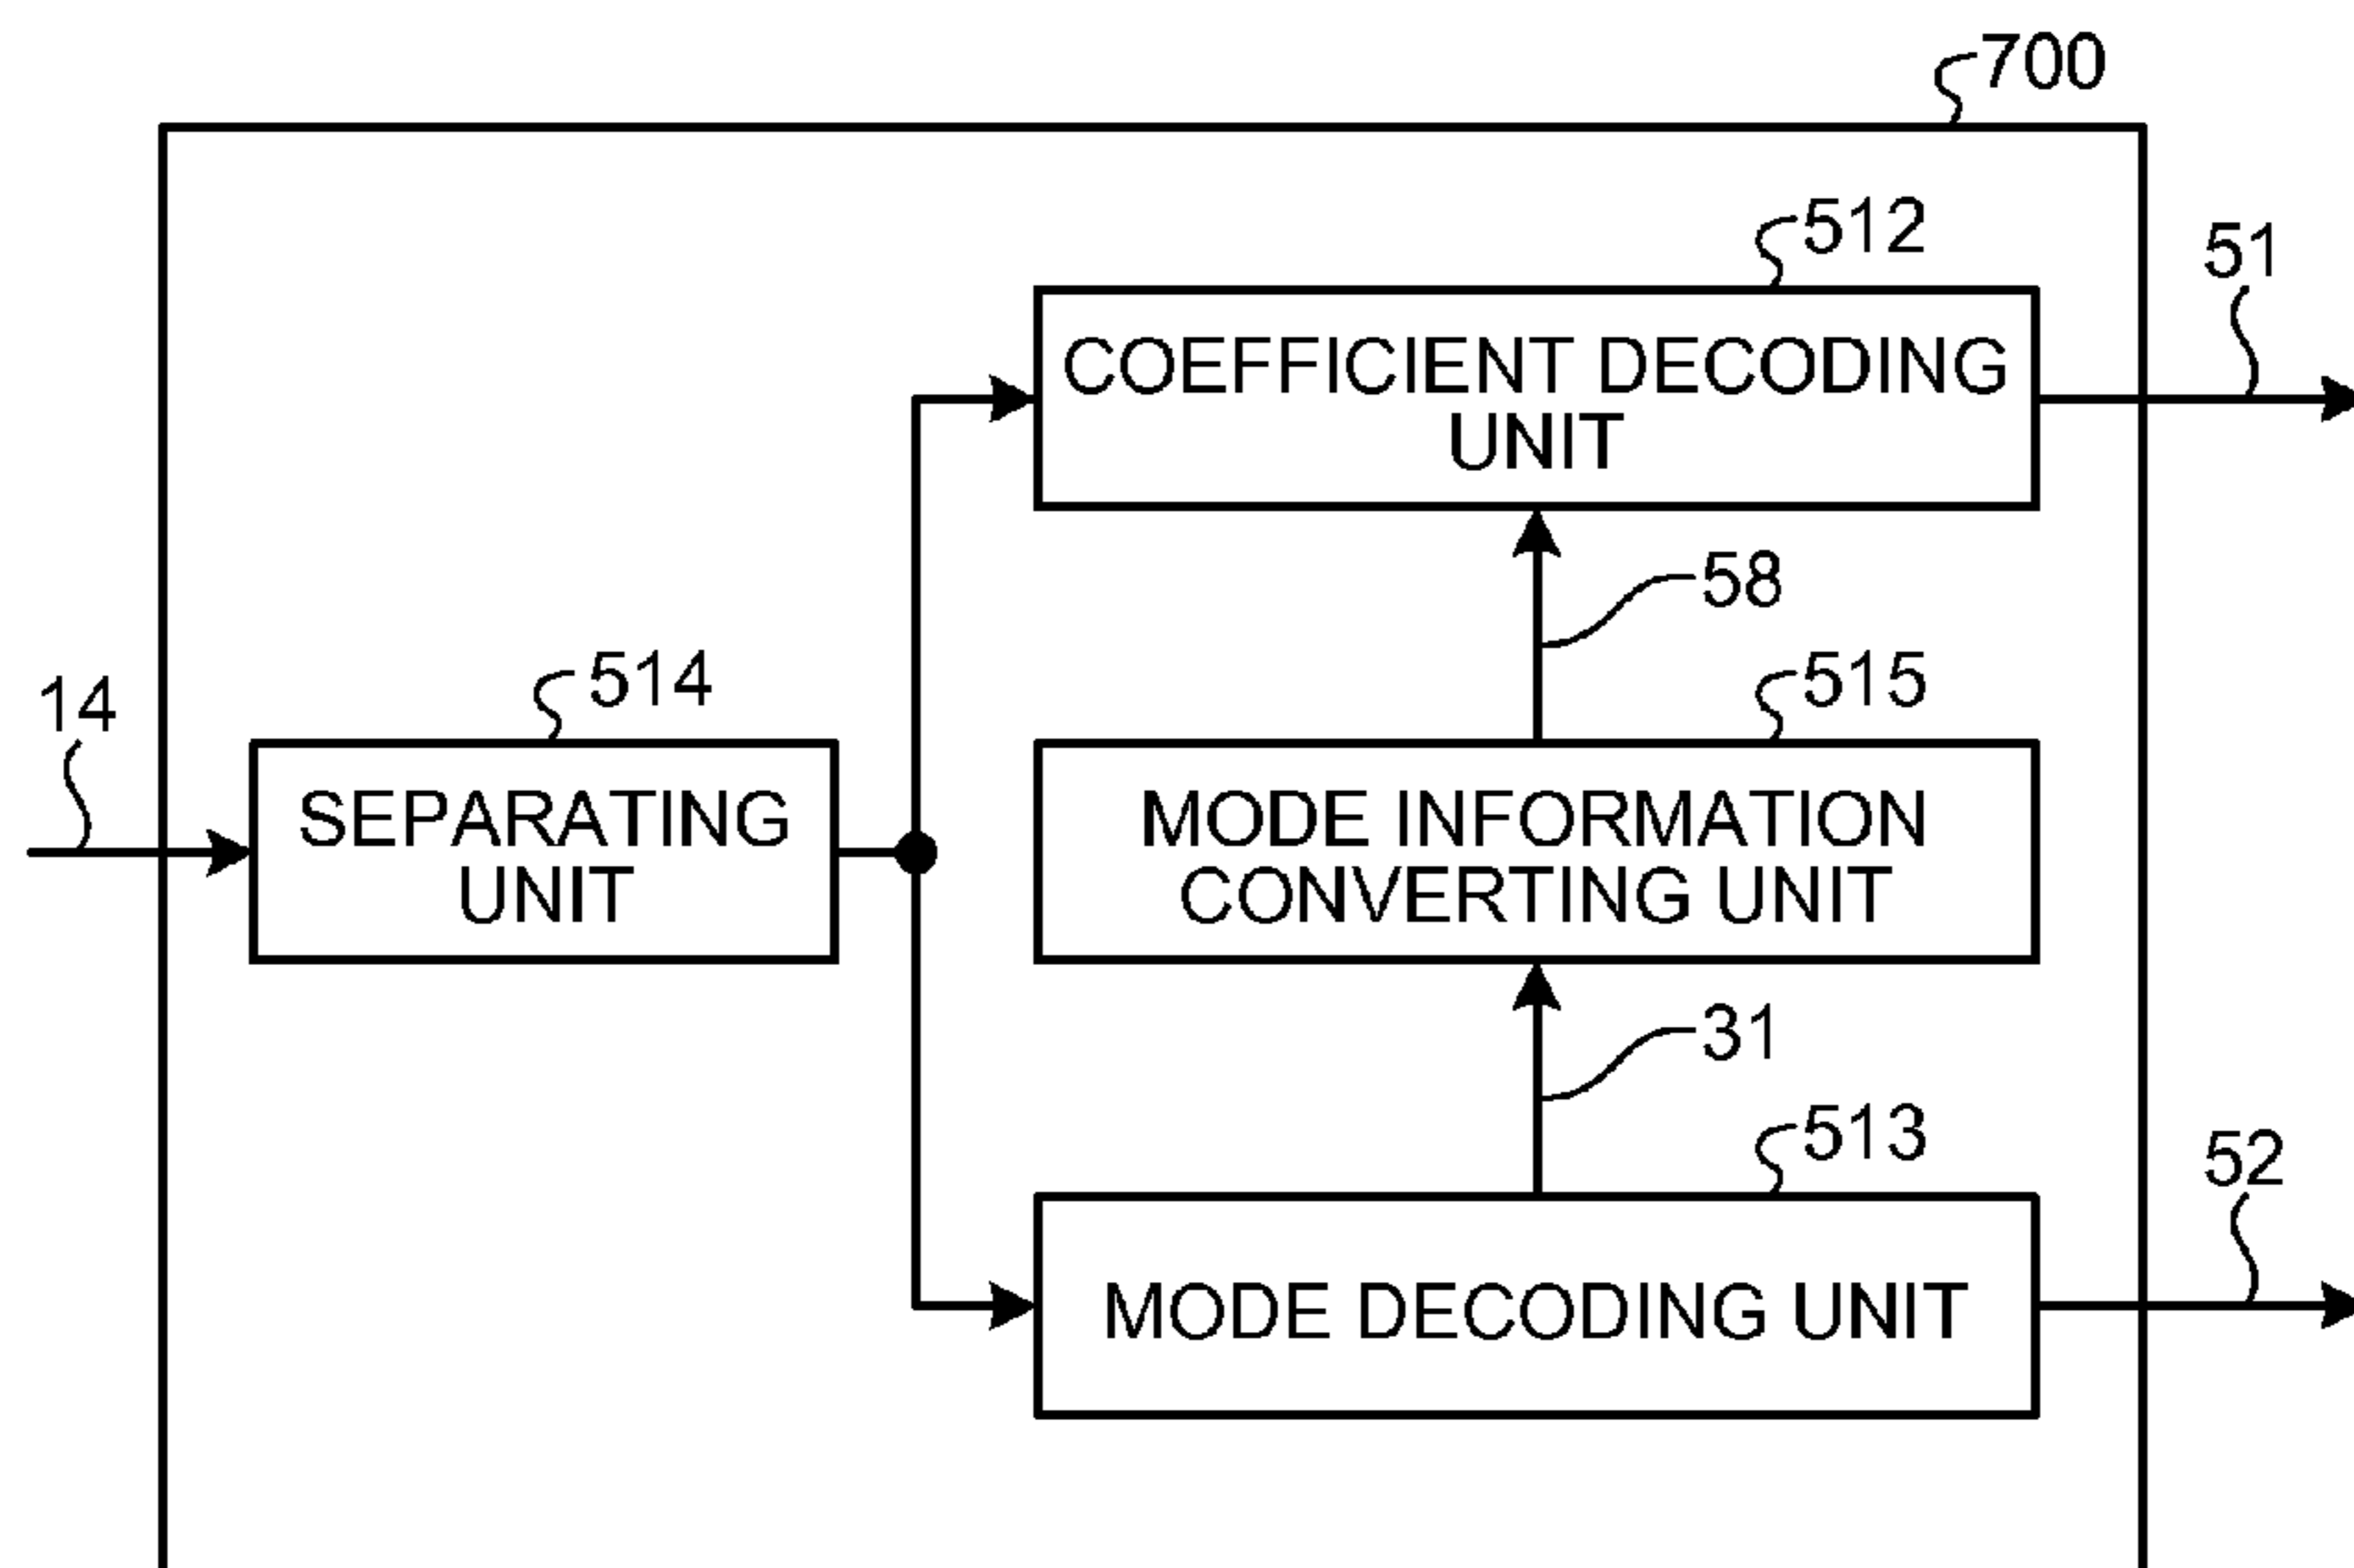 700
512
51
COEFFICIENT DECODING
UNIT
58
14
514
515
SEPARATING
UNIT
MODE INFORMATION
CONVERTING UNIT
31
513
52
MODE DECODING UNIT